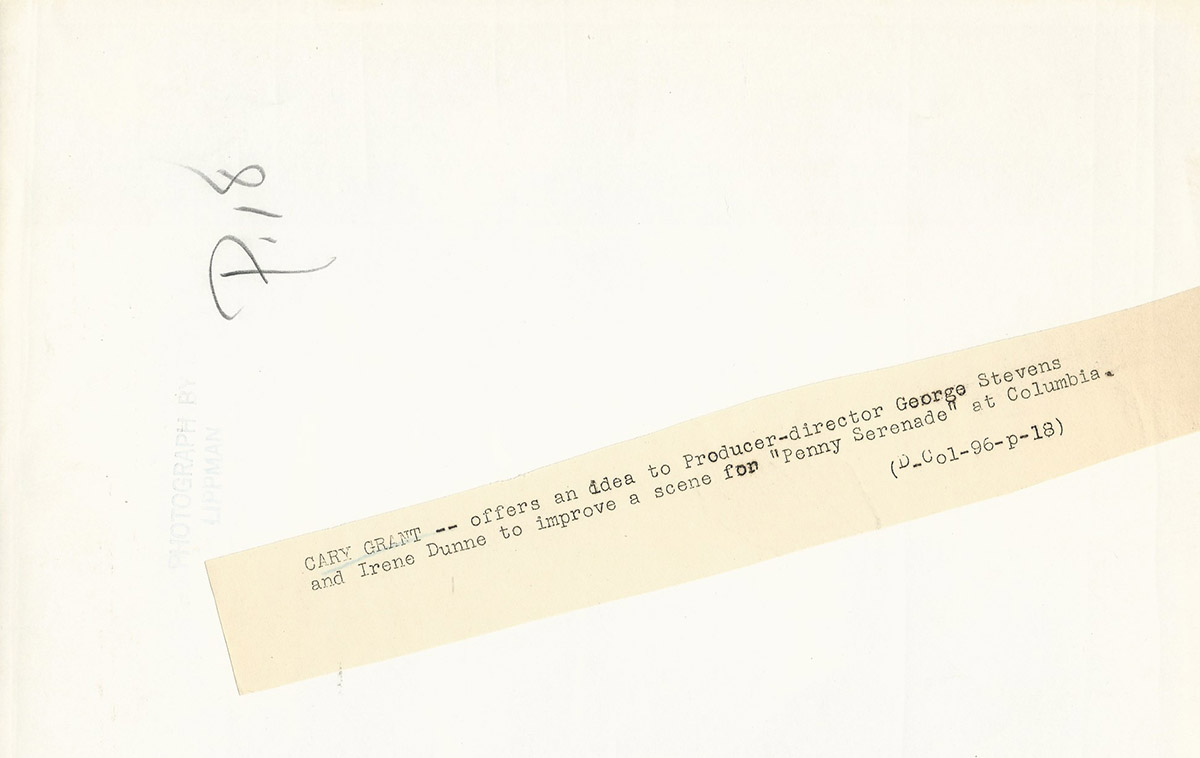 P.18
PHOTOGRAPH BY
LIPPMAN
CARY GRANT -- offers an idea to Producer-director George Stevens
and Irene Dunne to improve a scene for "Penny Serenade" at Columbia.
(D-Col-96-p-18)